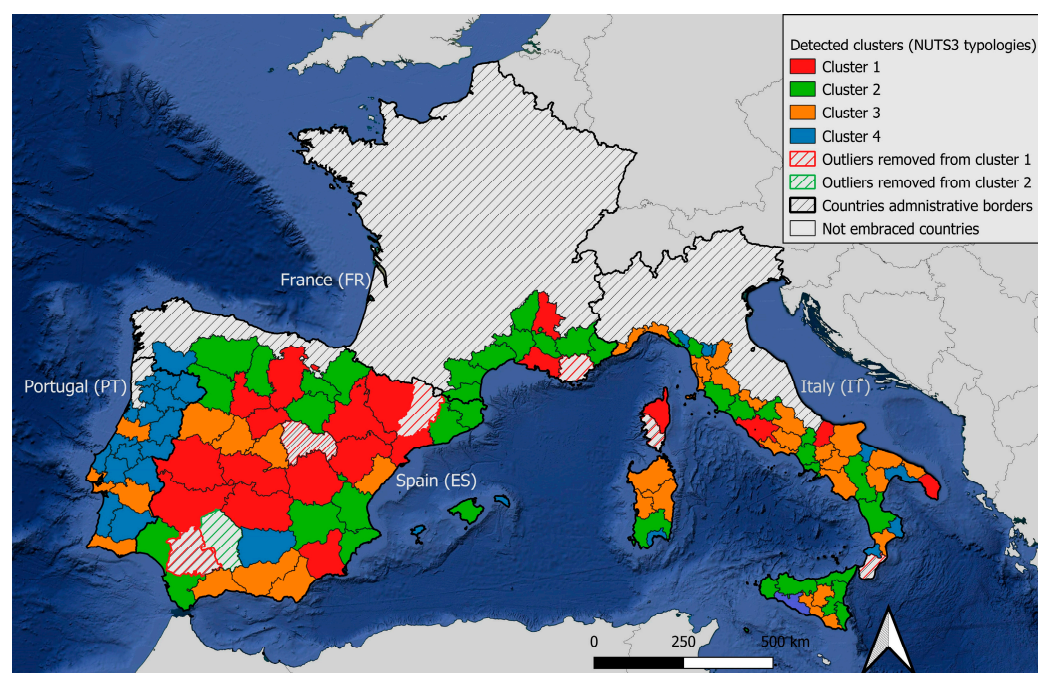 Detected clusters (NUTS3 typologies)
Cluster 1
Cluster 2
Cluster 3
Cluster 4
Outliers removed from cluster 1
Outliers removed from cluster 2
Countries admnistrative borders
Not embraced countries
France (FR)
Portugal (PT)
Italy (IT)
Spain (ES)
0 250 500 km